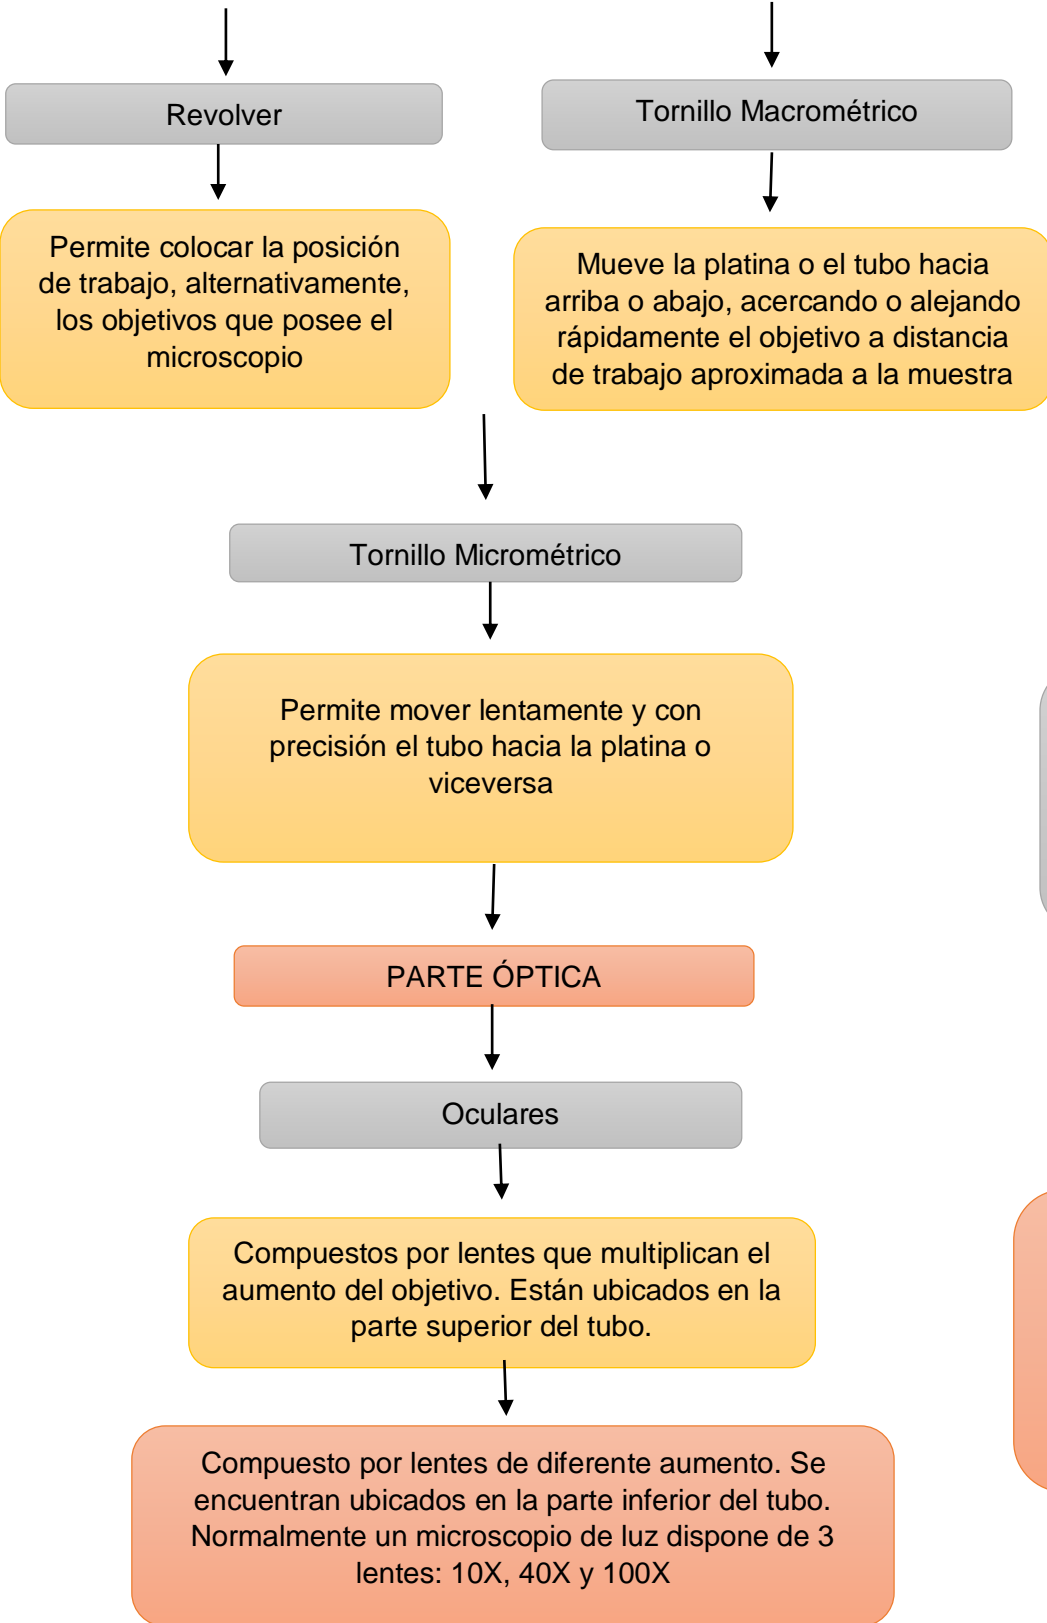 Revolver
Tornillo Macrométrico
Permite colocar la posición
de trabajo, alternativamente,
los objetivos que posee el
microscopio
Mueve la platina o el tubo hacia
arriba o abajo, acercando o alejando
rápidamente el objetivo a distancia
de trabajo aproximada a la muestra
Tornillo Micrométrico
Permite mover lentamente y con
precisión el tubo hacia la platina o
viceversa
PARTE ÓPTICA
Oculares
Compuestos por lentes que multiplican el
aumento del objetivo. Están ubicados en la
parte superior del tubo.
Compuesto por lentes de diferente aumento. Se
encuentran ubicados en la parte inferior del tubo.
Normalmente un microscopio de luz dispone de 3
lentes: 10X, 40X y 100X